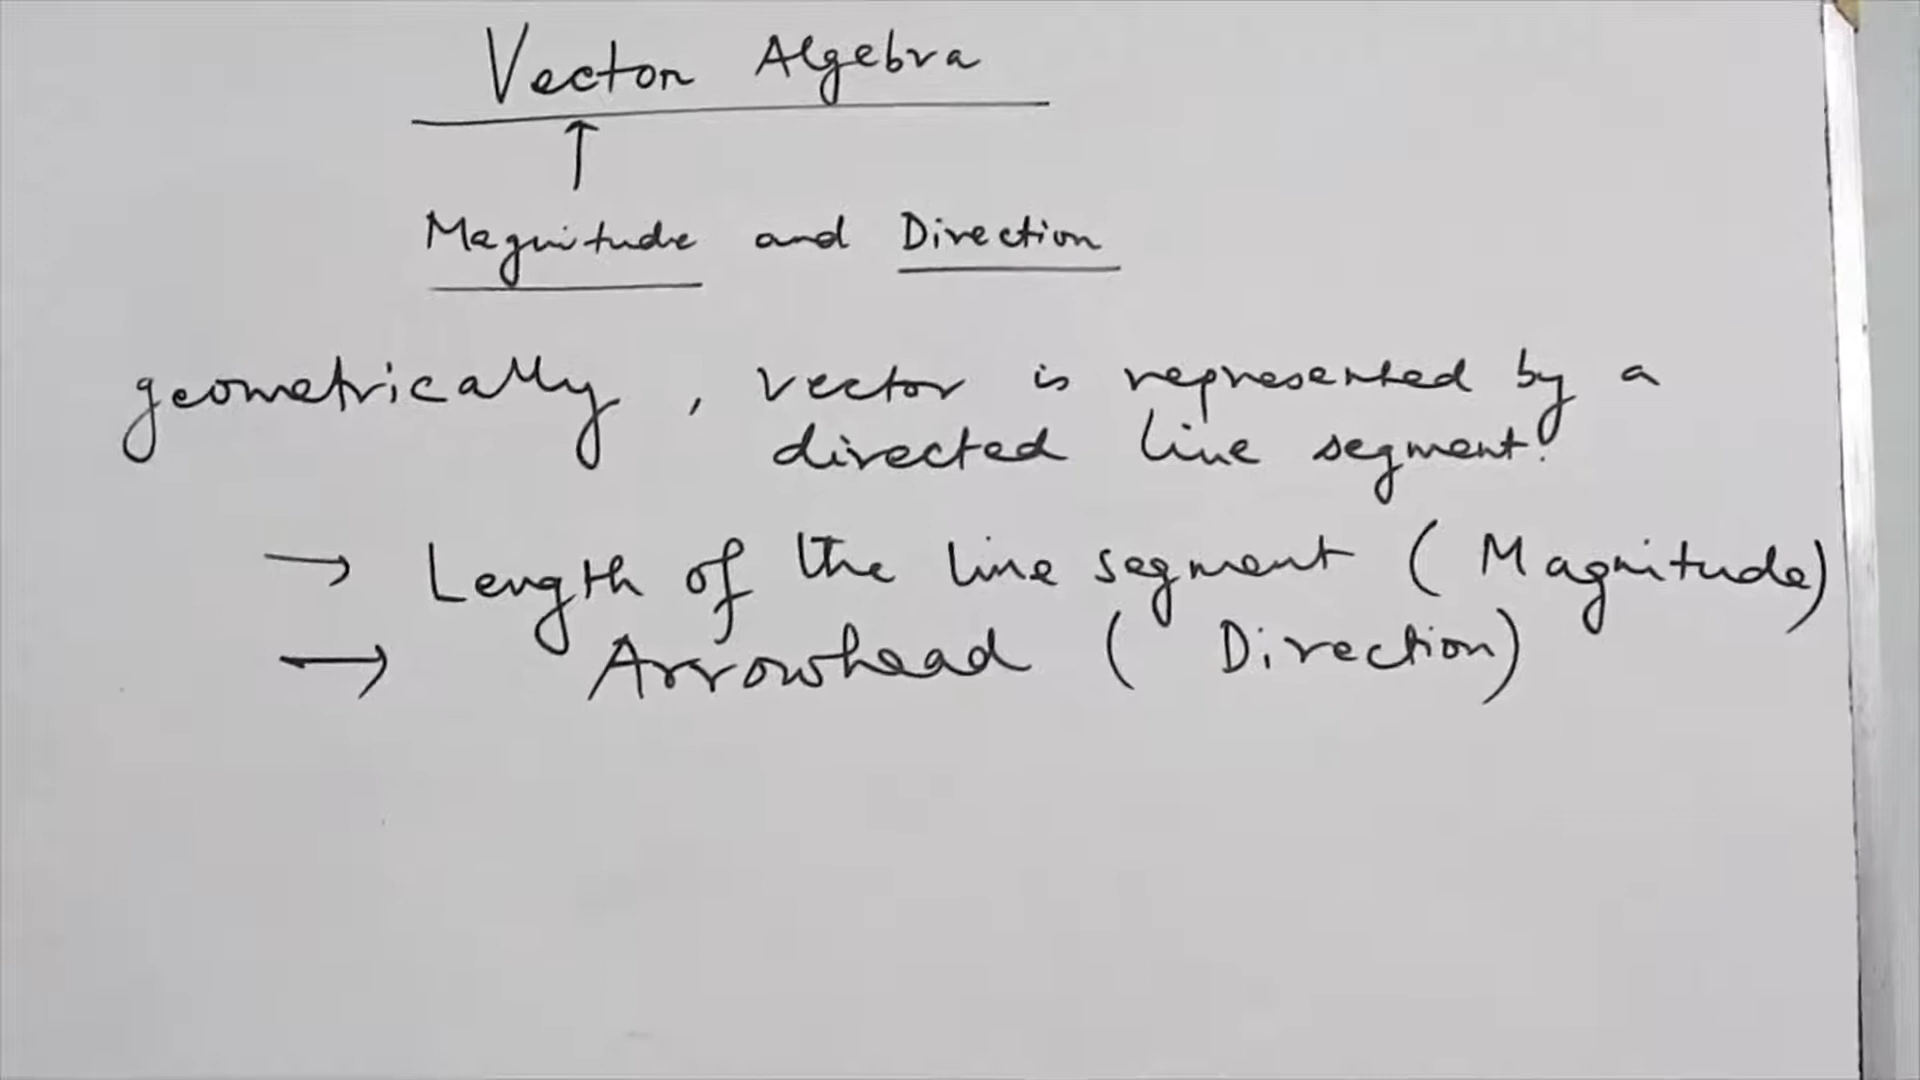 Vector Algebra
↑
Magnitude and Direction
geometrically, vector is represented by a
directed line segment.
→ Length of the line segment (Magnitude)
→ Arrowhead (Direction)